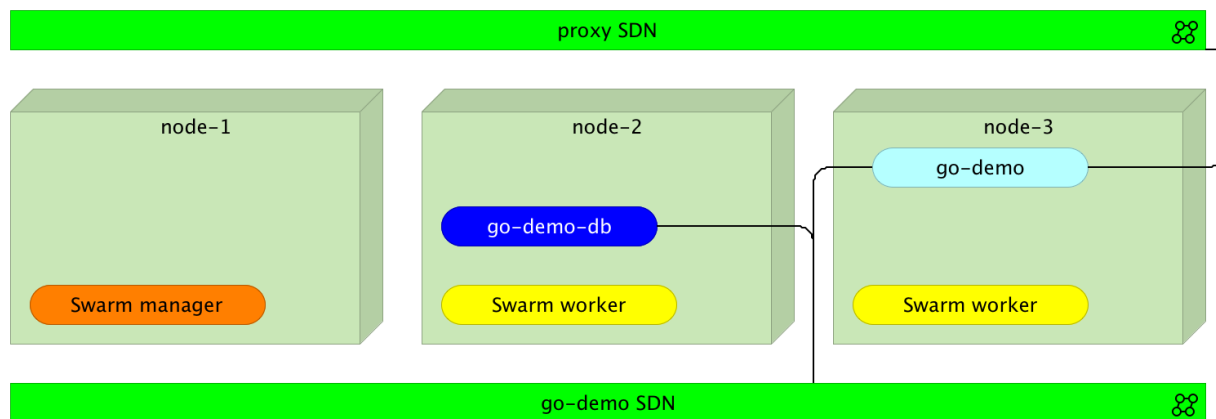 proxy SDN
node-1
node-2
node-3
go-demo
go-demo-db
Swarm manager
Swarm worker
Swarm worker
go-demo SDN